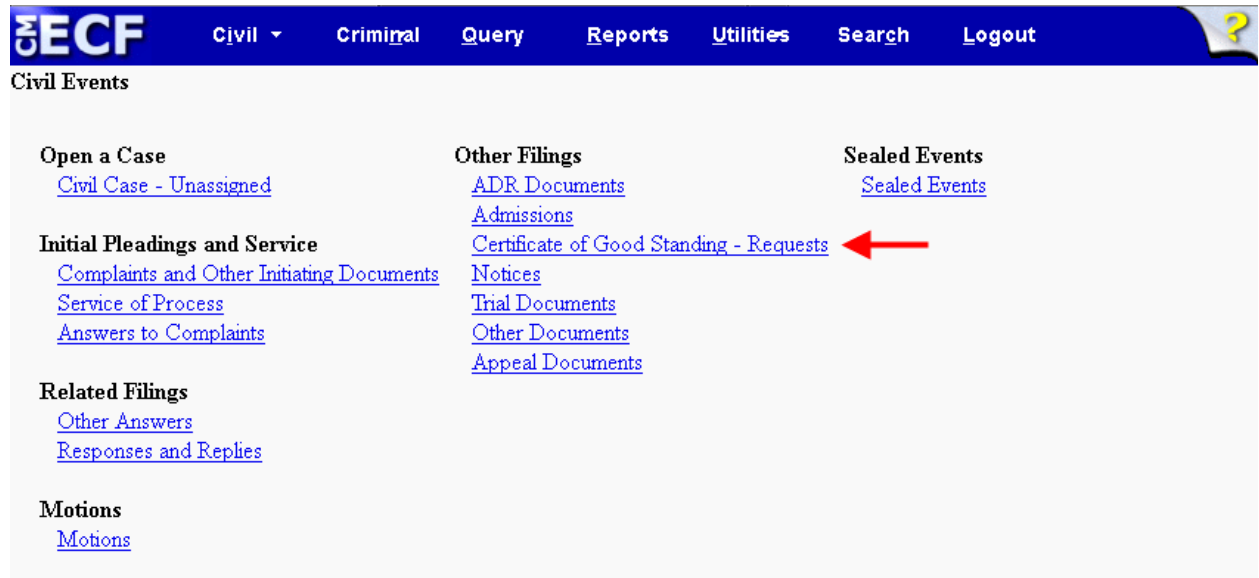 CM ECF Civil Criminal Query Reports Utilities Search Logout ?
Civil Events
Open a Case
Civil Case - Unassigned
Initial Pleadings and Service
Complaints and Other Initiating Documents
Service of Process
Answers to Complaints
Related Filings
Other Answers
Responses and Replies
Motions
Motions
Other Filings
ADR Documents
Admissions
Certificate of Good Standing - Requests
Notices
Trial Documents
Other Documents
Appeal Documents
Sealed Events
Sealed Events